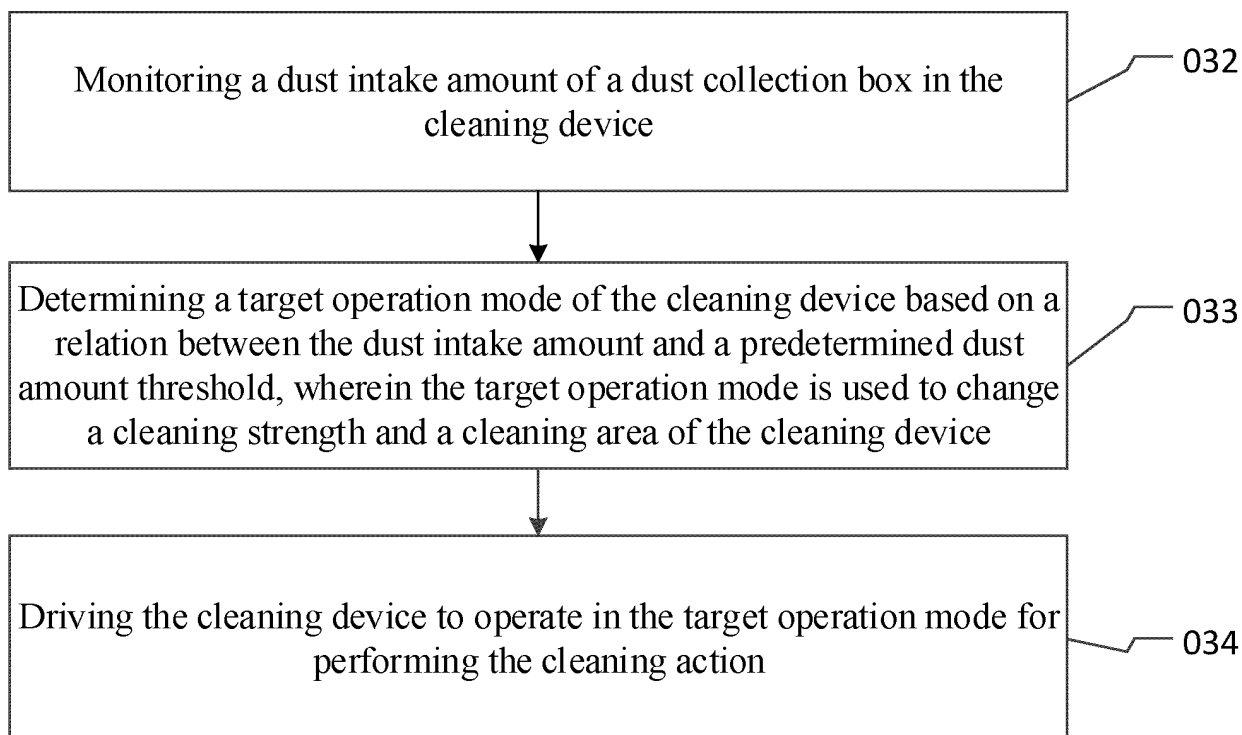 Monitoring a dust intake amount of a dust collection box in the
cleaning device
032
Determining a target operation mode of the cleaning device based on a
relation between the dust intake amount and a predetermined dust
amount threshold, wherein the target operation mode is used to change
a cleaning strength and a cleaning area of the cleaning device
033
Driving the cleaning device to operate in the target operation mode for
performing the cleaning action
034